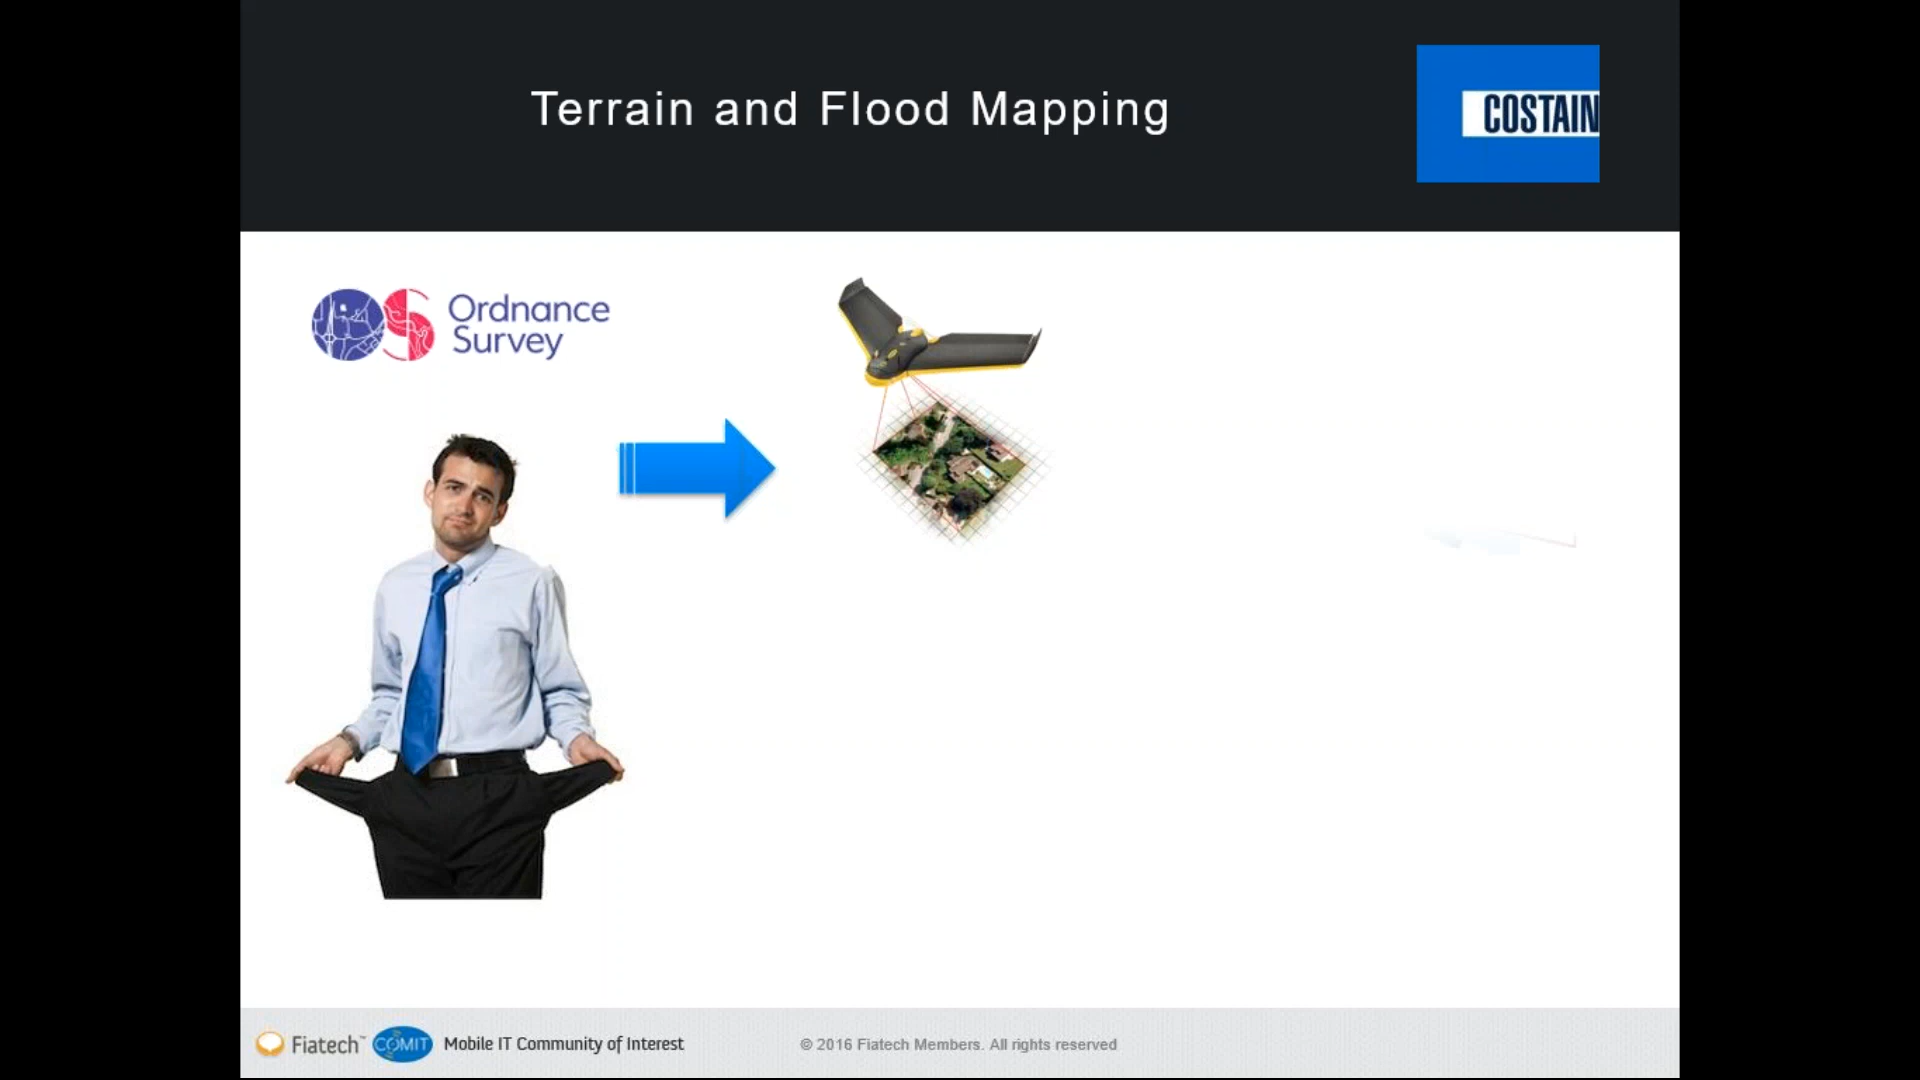 Terrain and Flood Mapping
COSTAIN
Ordnance
Survey
Fiatech™ COMIT Mobile IT Community of Interest
© 2016 Fiatech Members. All rights reserved